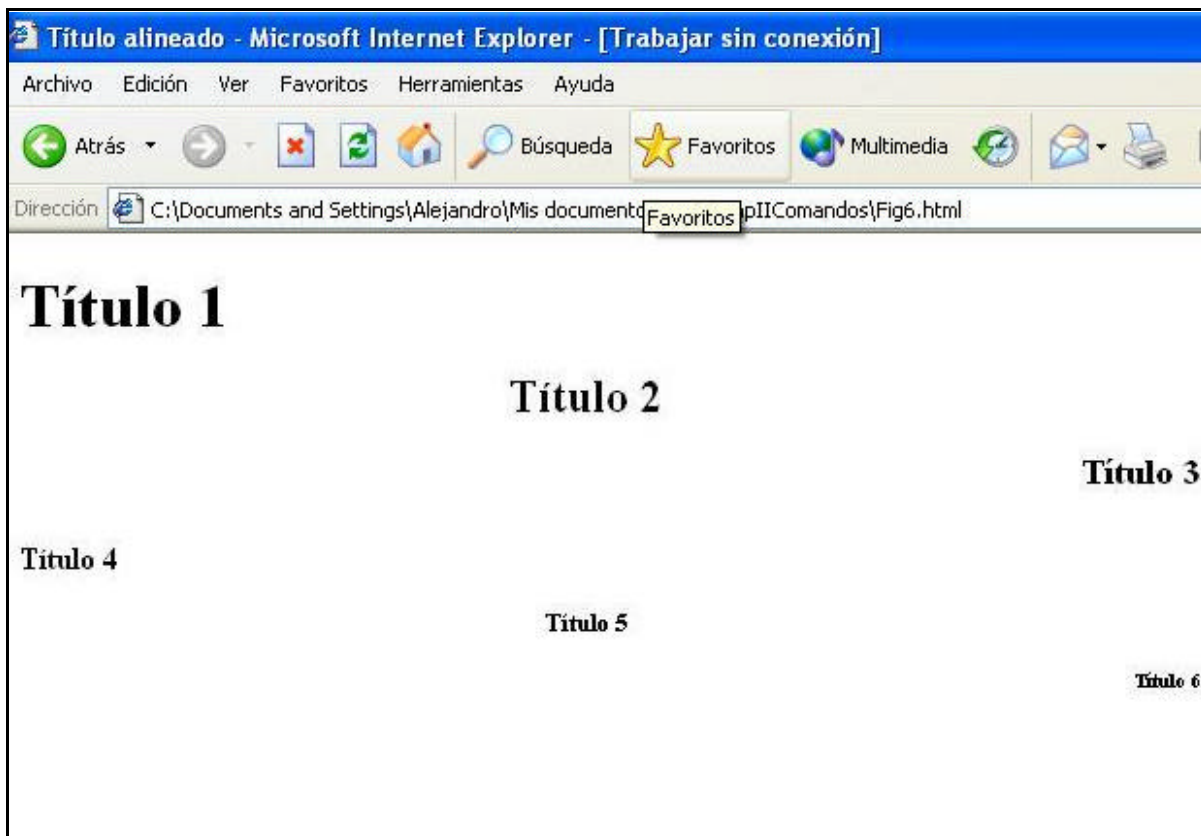 Título alineado - Microsoft Internet Explorer - [Trabajar sin conexión]
Archivo Edición Ver Favoritos Herramientas Ayuda
Atrás Búsqueda Favoritos Multimedia
Dirección C:\Documents and Settings\Alejandro\Mis document pIIComandos\Fig6.html
Favoritos
Título 1
Título 2
Título 3
Título 4
Título 5
Título 6